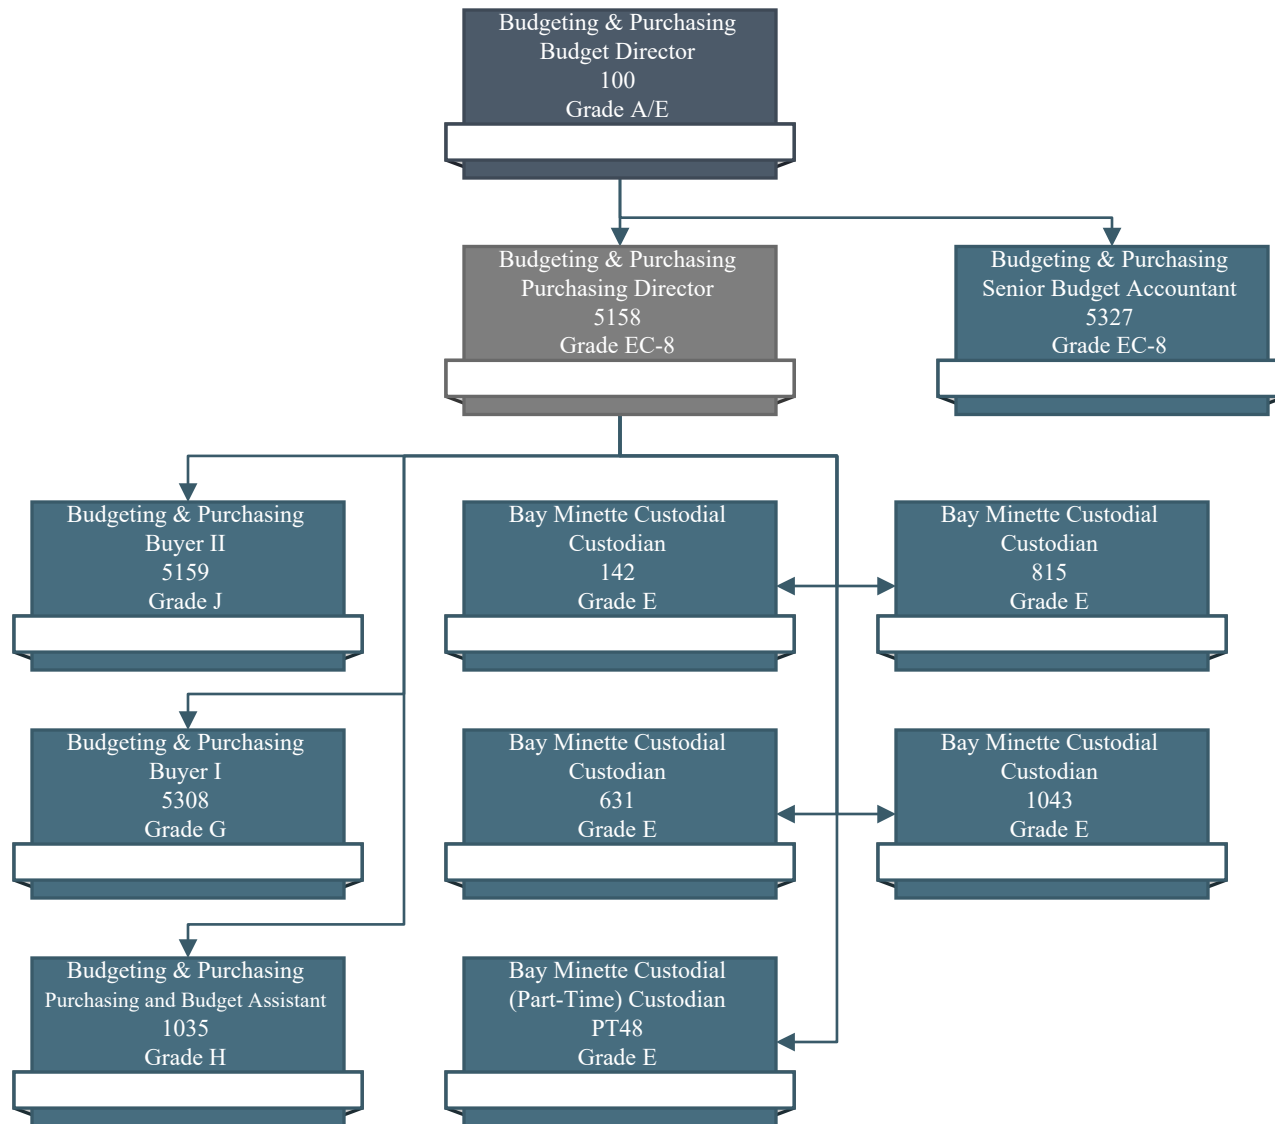 Budgeting & Purchasing
Budget Director
100
Grade A/E
Budgeting & Purchasing
Purchasing Director
5158
Grade EC-8
Budgeting & Purchasing
Senior Budget Accountant
5327
Grade EC-8
Budgeting & Purchasing
Buyer II
5159
Grade J
Bay Minette Custodial
Custodian
142
Grade E
Bay Minette Custodial
Custodian
815
Grade E
Budgeting & Purchasing
Buyer I
5308
Grade G
Bay Minette Custodial
Custodian
631
Grade E
Bay Minette Custodial
Custodian
1043
Grade E
Budgeting & Purchasing
Purchasing and Budget Assistant
1035
Grade H
Bay Minette Custodial
(Part-Time) Custodian
PT48
Grade E